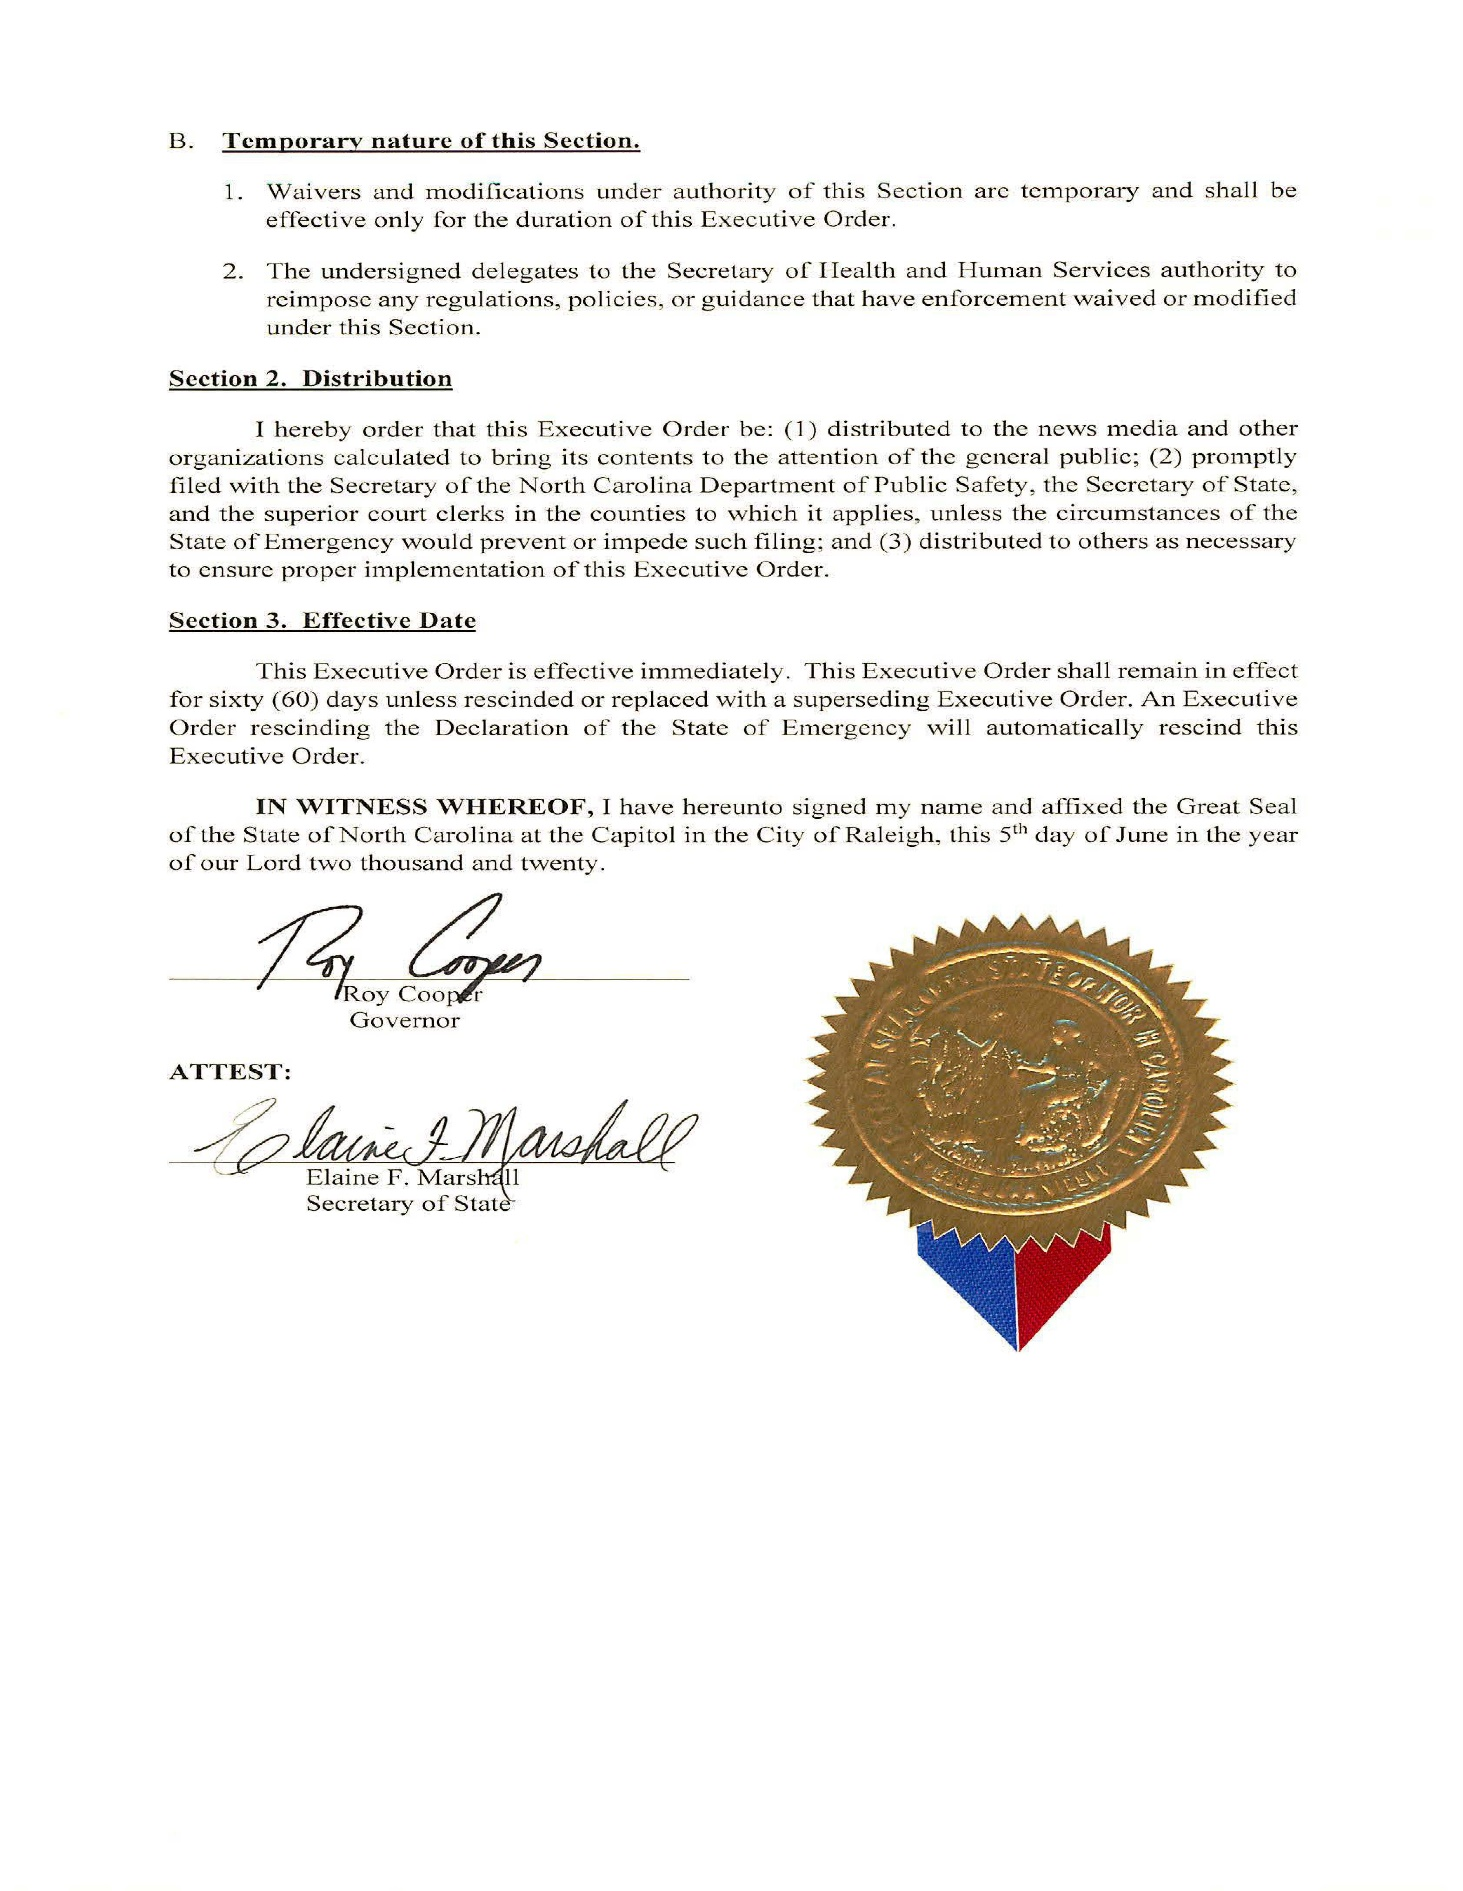 B. Temporary nature of this Section.
1. Waivers and modifications under authority of this Section are temporary and shall be
effective only for the duration of this Executive Order.
2. The undersigned delegates to the Secretary of Health and Human Services authority to
reimpose any regulations, policies, or guidance that have enforcement waived or modified
under this Section.
Section 2. Distribution
I hereby order that this Executive Order be: (1) distributed to the news media and other
organizations calculated to bring its contents to the attention of the general public; (2) promptly
filed with the Secretary of the North Carolina Department of Public Safety, the Secretary of State,
and the superior court clerks in the counties to which it applies, unless the circumstances of the
State of Emergency would prevent or impede such filing; and (3) distributed to others as necessary
to ensure proper implementation of this Executive Order.
Section 3. Effective Date
This Executive Order is effective immediately. This Executive Order shall remain in effect
for sixty (60) days unless rescinded or replaced with a superseding Executive Order. An Executive
Order rescinding the Declaration of the State of Emergency will automatically rescind this
Executive Order.
IN WITNESS WHEREOF, I have hereunto signed my name and affixed the Great Seal
of the State of North Carolina at the Capitol in the City of Raleigh, this 5th day of June in the year
of our Lord two thousand and twenty.
Roy Cooper
Roy Cooper
Governor
ATTEST:
Elaine F. Marshall
Elaine F. Marshall
Secretary of State
STATE OF NORTH CAROLINA